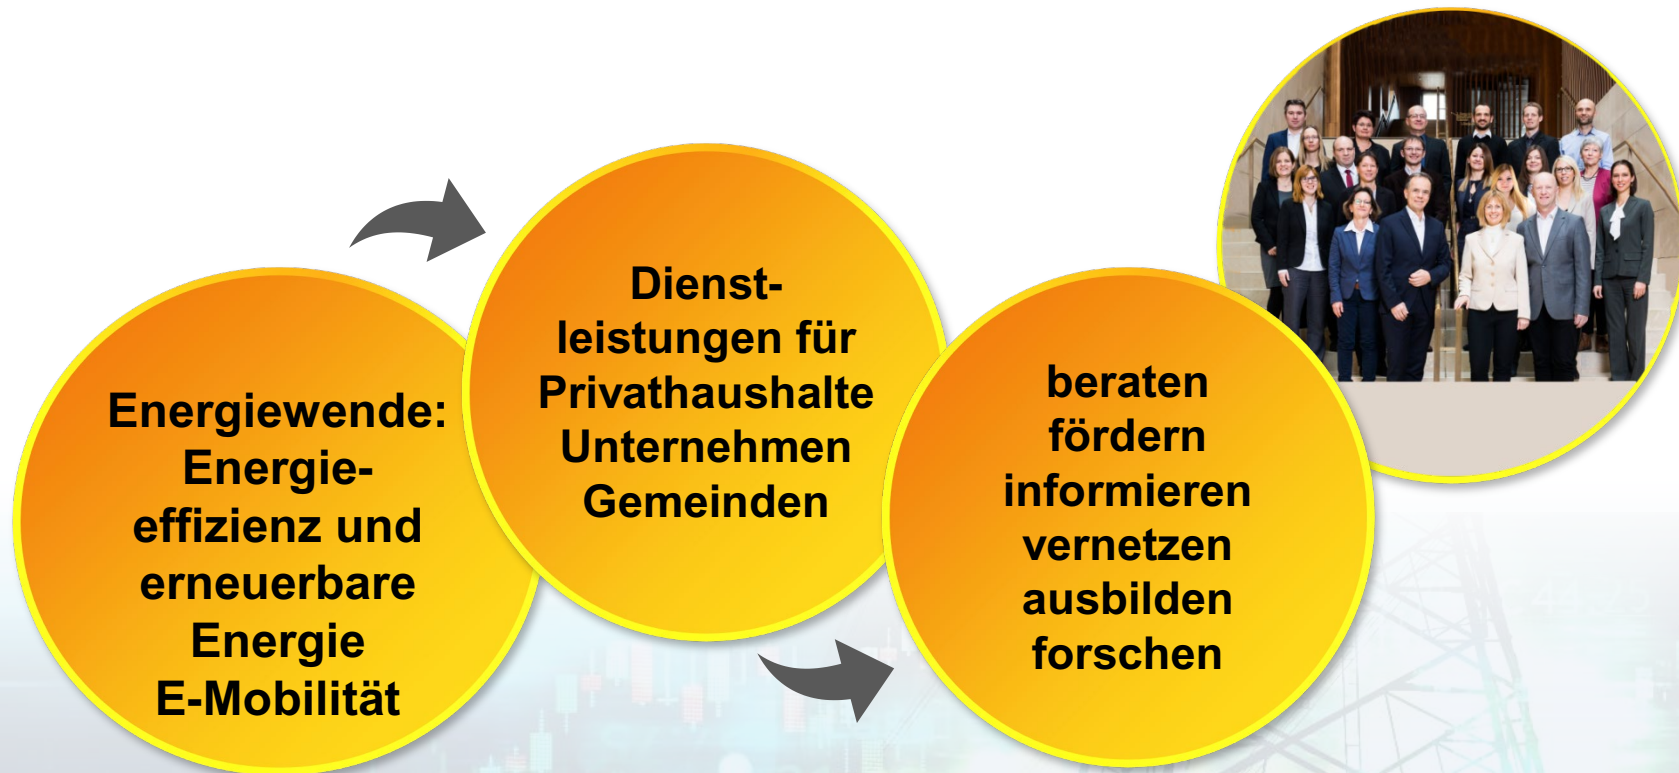 Energiewende:
Energie-
effizienz und
erneuerbare
Energie
E-Mobilität
Dienst-
leistungen für
Privathaushalte
Unternehmen
Gemeinden
beraten
fördern
informieren
vernetzen
ausbilden
forschen